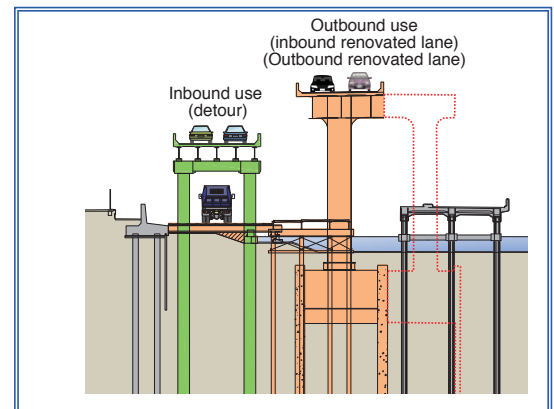 Outbound use
(inbound renovated lane)
(Outbound renovated lane)
Inbound use
(detour)